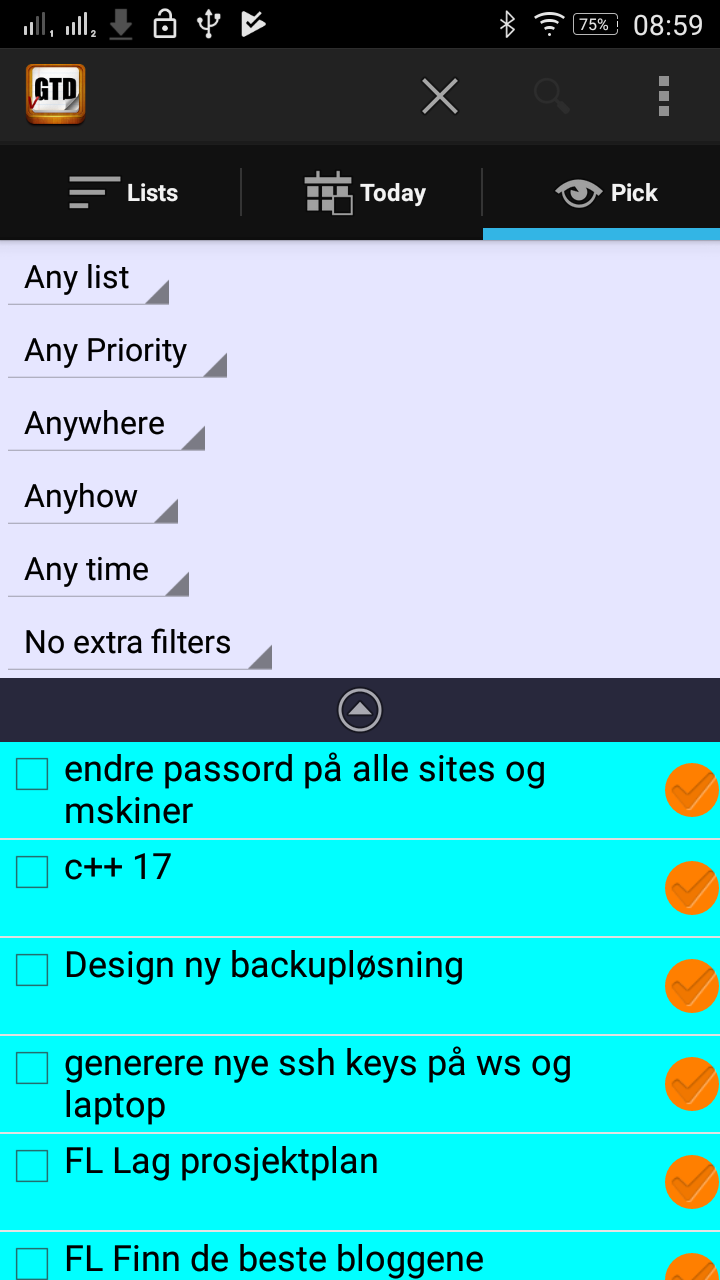 1 2 75% 08:59
GTD
v
Lists Today Pick
Any list
Any Priority
Anywhere
Anyhow
Any time
No extra filters
endre passord på alle sites og
mskiner
c++ 17
Design ny backupløsning
generere nye ssh keys på ws og
laptop
FL Lag prosjektplan
FL Finn de beste bloggene